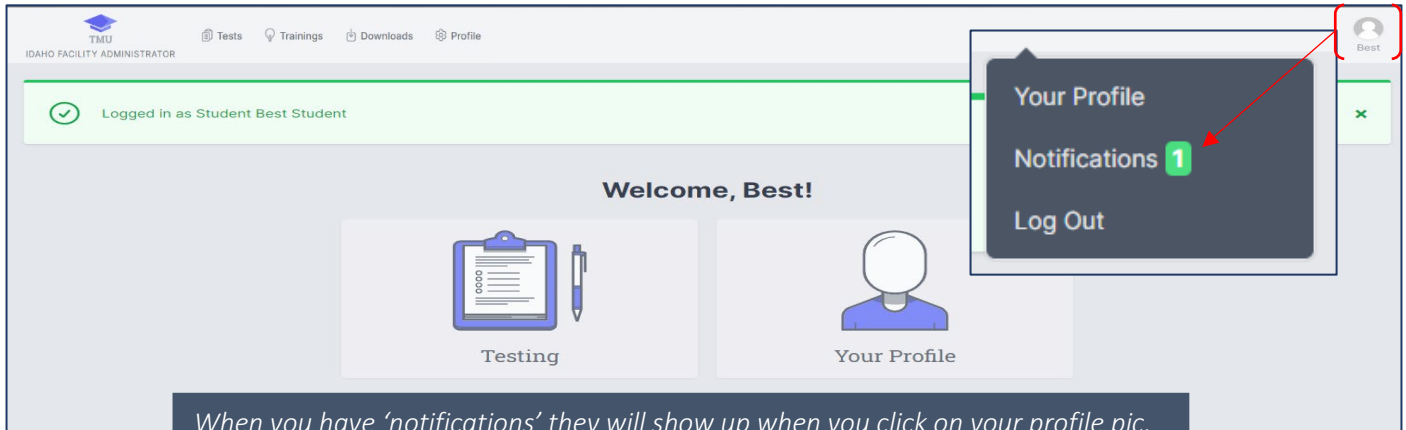 TMU
IDAHO FACILITY ADMINISTRATOR
Tests Trainings Downloads Profile
Best
Logged in as Student Best Student
×
Your Profile
Notifications 1
Log Out
Welcome, Best!
Testing
Your Profile
When you have ‘notifications’ they will show up when you click on your profile pic.